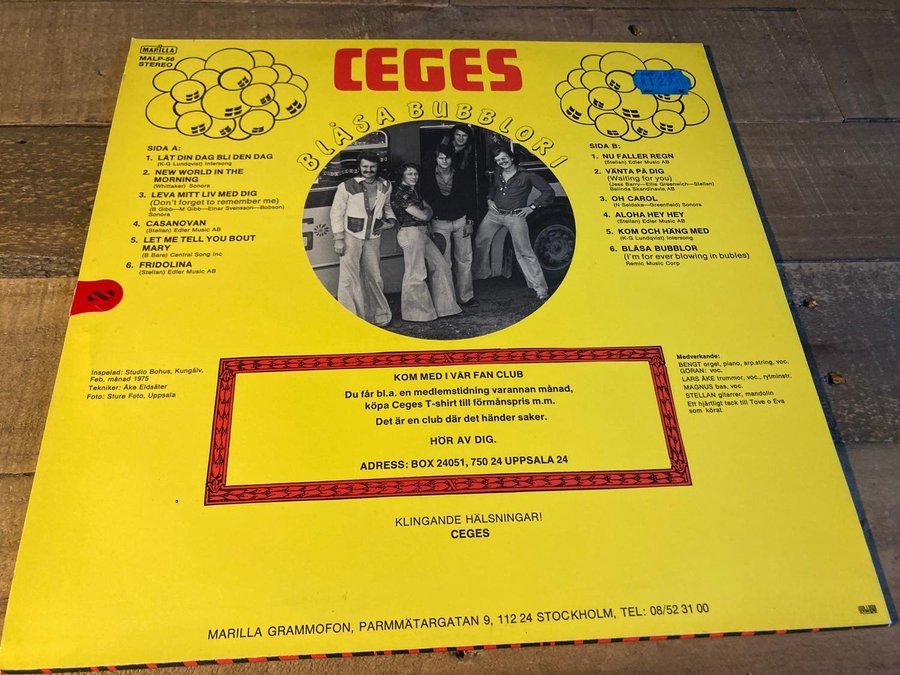 MARILLA
MALP-56
STEREO
CEGES
BLÅSA BUBBLOR I
SIDA A:
1. LÅT DIN DAG BLI DEN DAG
(K-G Lundqvist) Intersong
2. NEW WORLD IN THE
MORNING
(Whittaker) Sonora
3. LEVA MITT LIV MED DIG
(Don't forget to remember me)
(B Gibb—M Gibb—Einar Svensson—Bobson)
Sonora
4. CASANOVAN
(Stellan) Edler Music AB
5. LET ME TELL YOU BOUT
MARY
(B Bare) Central Song Inc
6. FRIDOLINA
(Stellan) Edler Music AB
SIDA B:
1. NU FALLER REGN
(Stellan) Edler Music AB
2. VÄNTA PÅ DIG
(Waiting for you)
(Jess Barry—Ellie Greenwich—Stellan)
Belinda Skandinavia AB
3. OH CAROL
(N Seidaka—Greenfield) Sonora
4. ALOHA HEY HEY
(Stellan) Edler Music AB
5. KOM OCH HÄNG MED
(K-G Lundqvist) Intersong
6. BLÅSA BUBBLOR
(I'm for ever blowing in bubles)
Remic Music Corp
Inspelad: Studio Bohus, Kungälv,
Feb. månad 1975
Tekniker: Åke Eldsäter
Foto: Sture Foto, Uppsala
KOM MED I VÅR FAN CLUB
Du får bl.a. en medlemstidning varannan månad,
köpa Ceges T-shirt till förmånspris m.m.
Det är en club där det händer saker.
HÖR AV DIG.
ADRESS: BOX 24051, 750 24 UPPSALA 24
Medverkande:
BENGT orgel, piano, arp.string, voc.
GÖRAN: voc.
LARS ÅKE trummor, voc., rytminstr.
MAGNUS bas, voc.
STELLAN gitarrer, mandolin
Ett hjärtligt tack till Tove o Eva
som körat
KLINGANDE HÄLSNINGAR!
CEGES
MARILLA GRAMMOFON, PARMMÄTARGATAN 9, 112 24 STOCKHOLM, TEL: 08/52 31 00